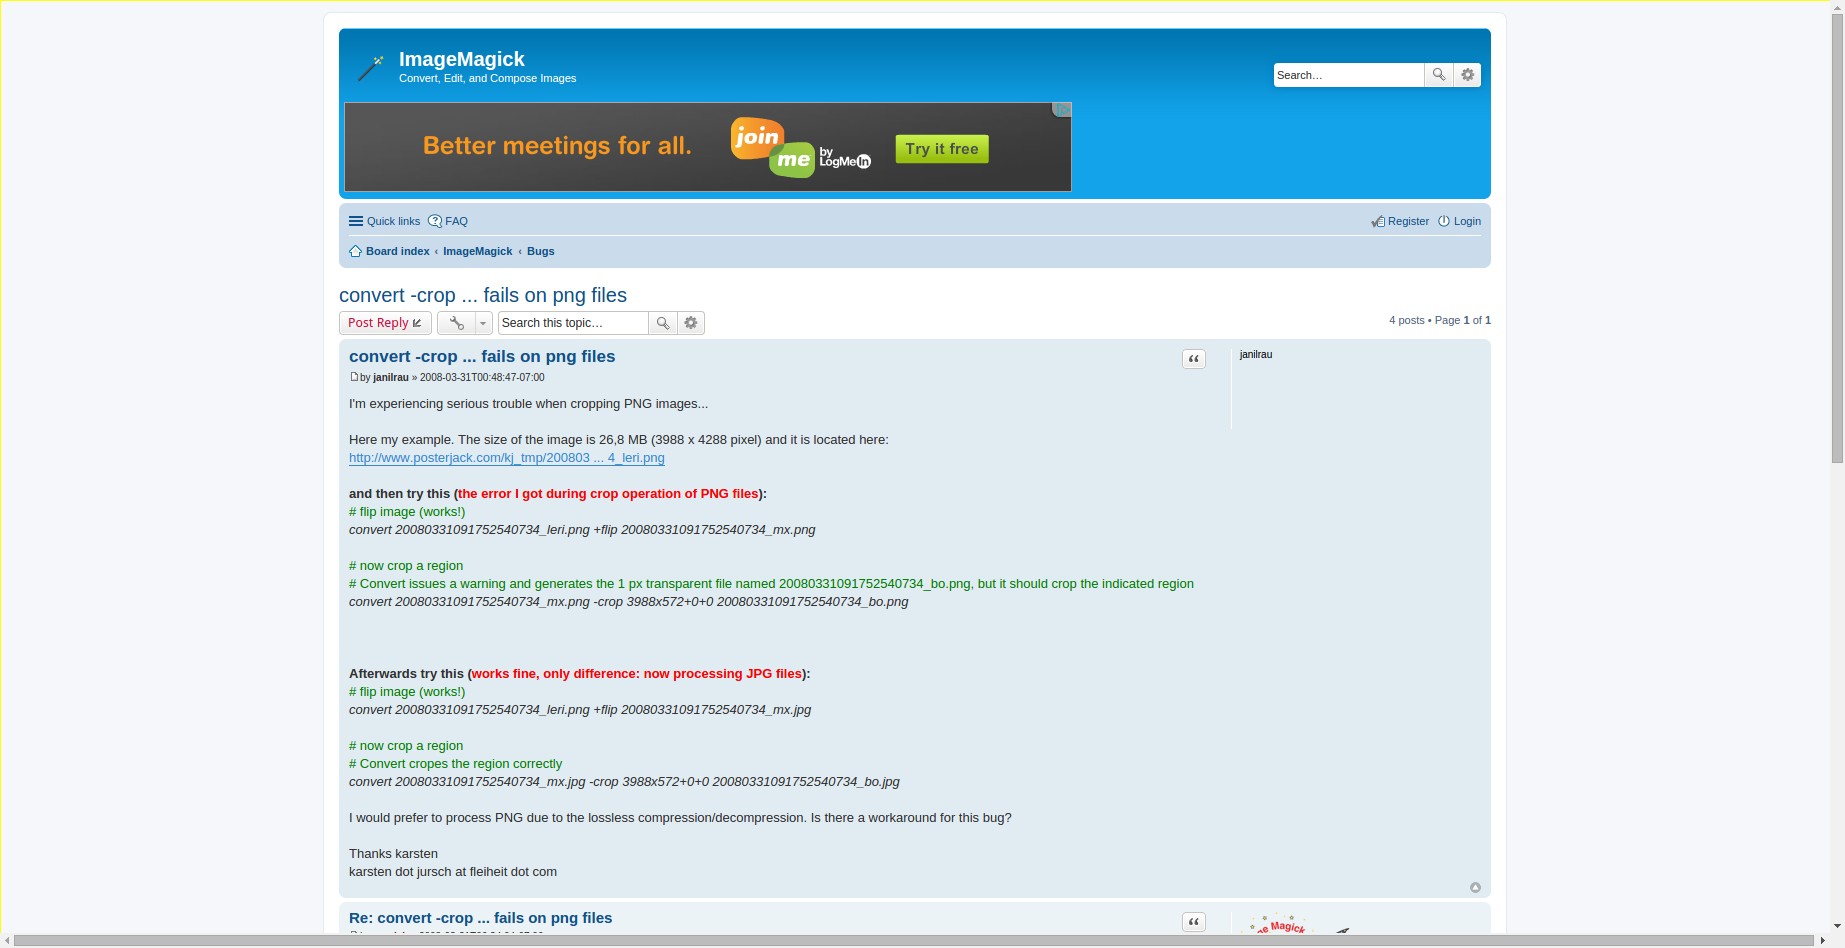 ImageMagick
Convert, Edit, and Compose Images
Search…
Better meetings for all.
join
me
by
LogMeIn
Try it free
Quick links
FAQ
Register
Login
Board index ‹ ImageMagick ‹ Bugs
convert -crop ... fails on png files
Post Reply
Search this topic…
4 posts • Page 1 of 1
convert -crop ... fails on png files
janilrau
by janilrau » 2008-03-31T00:48:47-07:00
I'm experiencing serious trouble when cropping PNG images...
Here my example. The size of the image is 26,8 MB (3988 x 4288 pixel) and it is located here:
http://www.posterjack.com/kj_tmp/200803 ... 4_leri.png
and then try this (the error I got during crop operation of PNG files):
# flip image (works!)
convert 20080331091752540734_leri.png +flip 20080331091752540734_mx.png
# now crop a region
# Convert issues a warning and generates the 1 px transparent file named 20080331091752540734_bo.png, but it should crop the indicated region
convert 20080331091752540734_mx.png -crop 3988x572+0+0 20080331091752540734_bo.png
Afterwards try this (works fine, only difference: now processing JPG files):
# flip image (works!)
convert 20080331091752540734_leri.png +flip 20080331091752540734_mx.jpg
# now crop a region
# Convert cropes the region correctly
convert 20080331091752540734_mx.jpg -crop 3988x572+0+0 20080331091752540734_bo.jpg
I would prefer to process PNG due to the lossless compression/decompression. Is there a workaround for this bug?
Thanks karsten
karsten dot jursch at fleiheit dot com
Re: convert -crop ... fails on png files
Magick